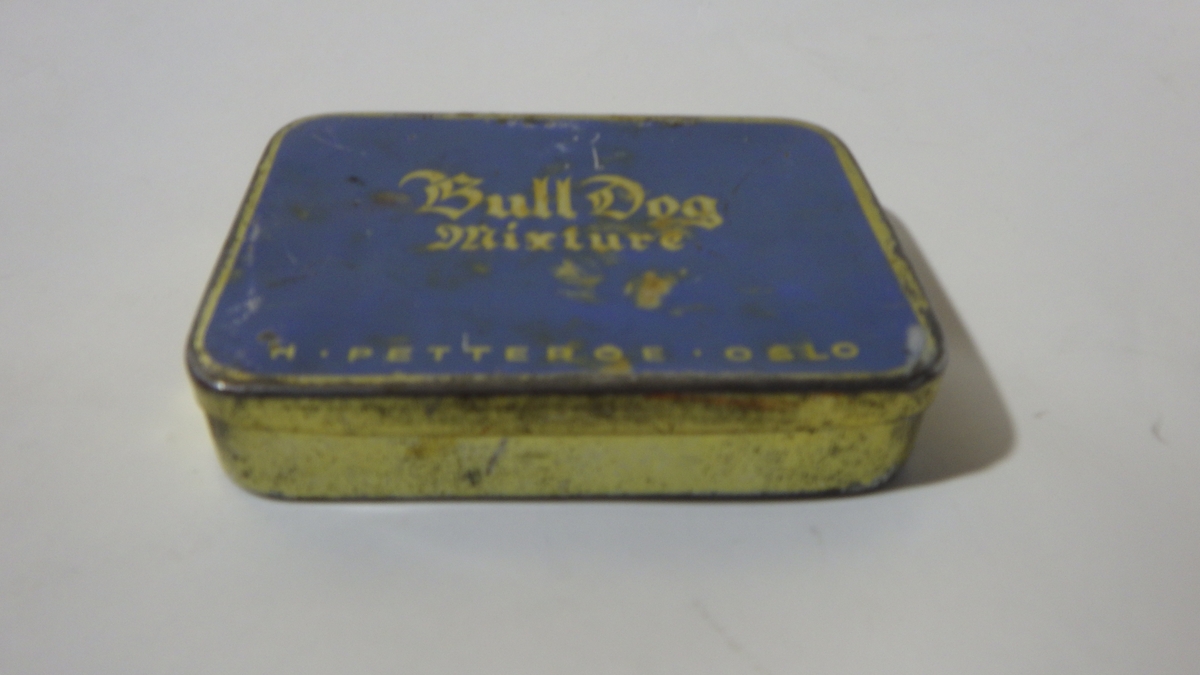 Bull Dog
Mixture
H · PETTERØE · OSLO